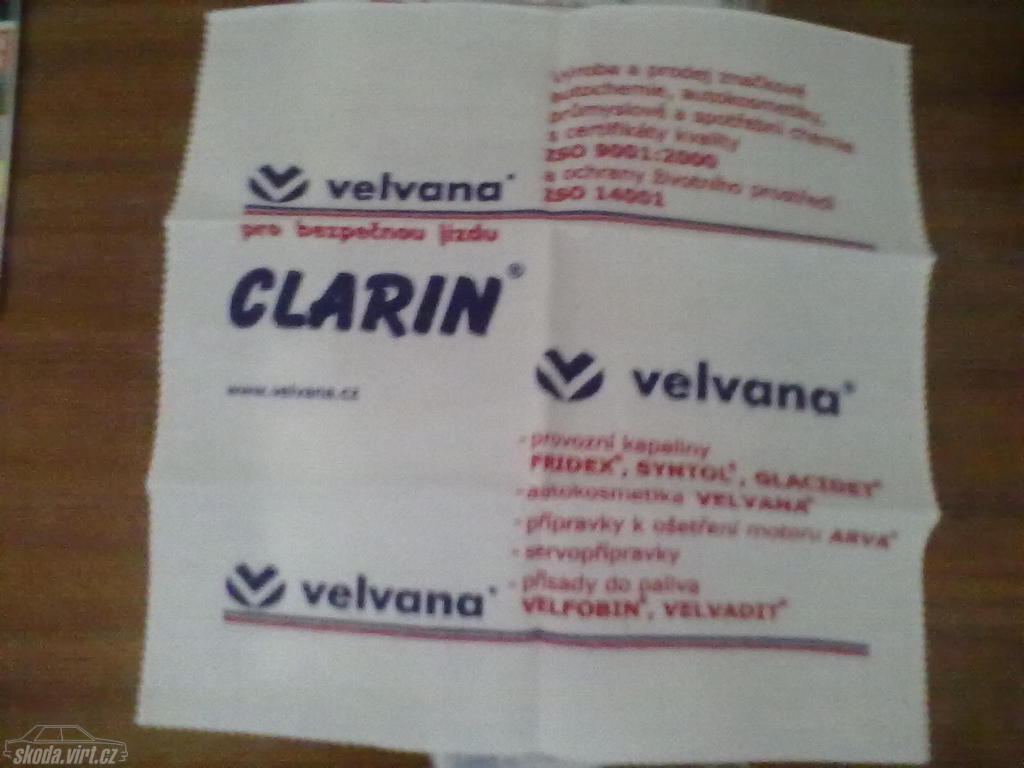 výroba a prodej značkové
autochemie, autokosmetiky,
průmyslové a spotřební chemie
s certifikáty kvality
ISO 9001:2000
a ochrany životního prostředí
ISO 14001
velvana®
pro bezpečnou jízdu
CLARIN®
www.velvana.cz
velvana®
- provozní kapaliny
FRIDEX®, SYNTOL®, GLACIDET®
- autokosmetika VELVANA®
- přípravky k ošetření motoru ARVA®
- servopřípravky
- přísady do paliva
VELFOBIN®, VELVADIT®
velvana®
skoda.virt.cz